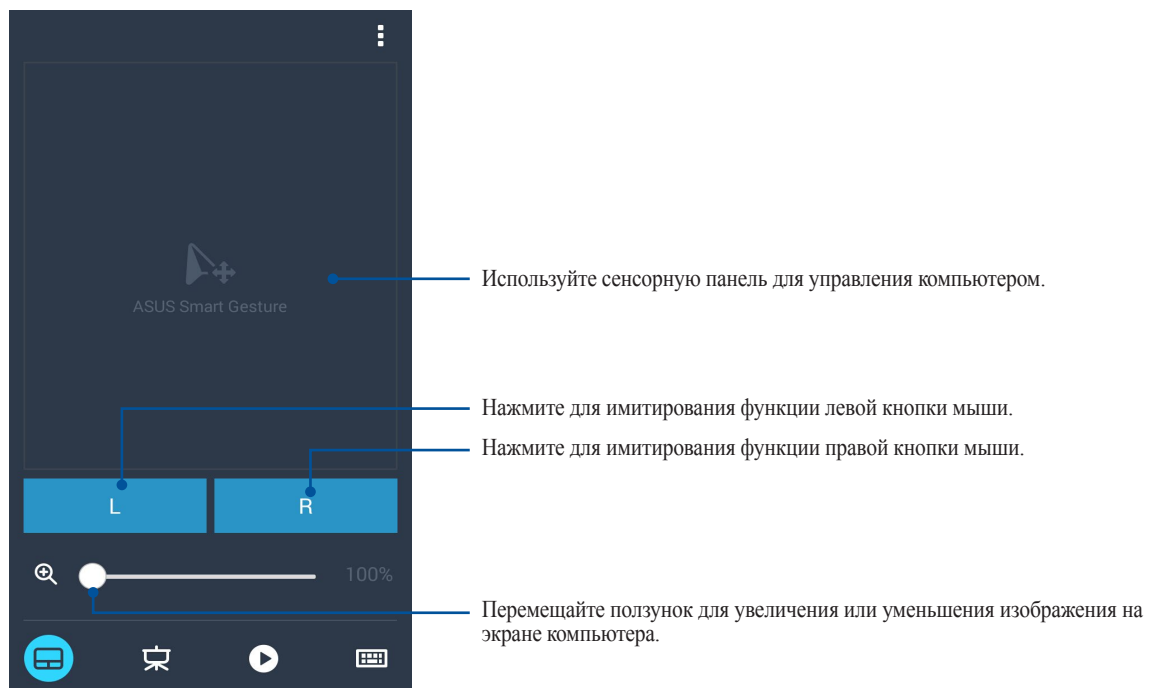 ASUS Smart Gesture
Используйте сенсорную панель для управления компьютером.
Нажмите для имитирования функции левой кнопки мыши.
Нажмите для имитирования функции правой кнопки мыши.
L
R
100%
Перемещайте ползунок для увеличения или уменьшения изображения на
экране компьютера.